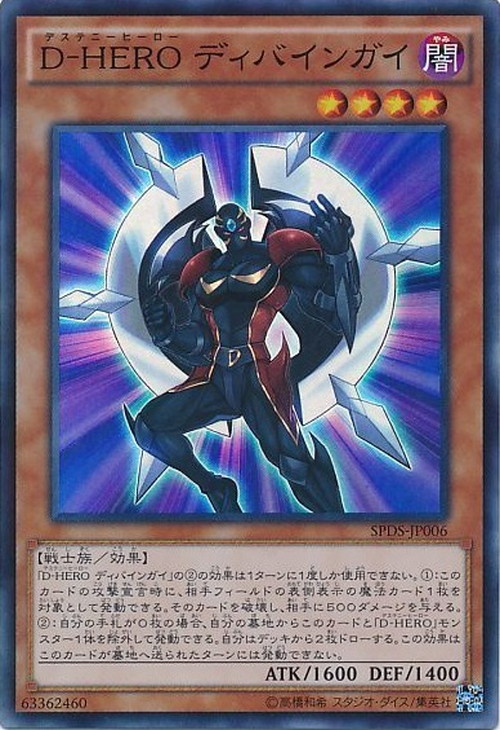 デステニーヒーロー
D-HERO ディバインガイ
やみ
闇
D
SPDS-JP006
【戦士族/効果】
「D-HERO ディバインガイ」の②の効果は1ターンに1度しか使用できない。①:この
カードの攻撃宣言時に、相手フィールドの表側表示の魔法カード1枚を
対象として発動できる。そのカードを破壊し、相手に500ダメージを与える。
②:自分の手札が0枚の場合、自分の墓地からこのカードと「D-HERO」モン
スター1体を除外して発動できる。自分はデッキから2枚ドローする。この効果は
このカードが墓地へ送られたターンには発動できない。
ATK/1600 DEF/1400
63362460 ©高橋和希 スタジオ・ダイス/集英社